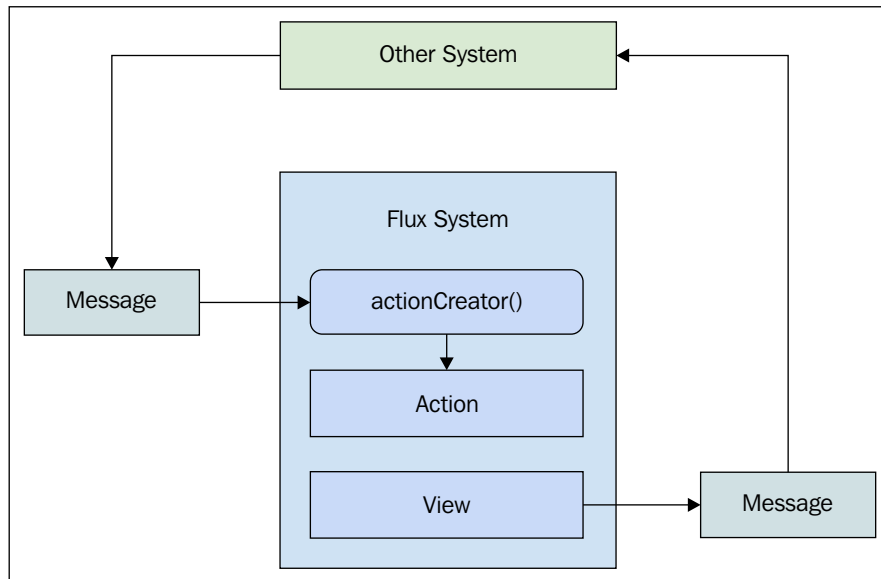 Other System
Flux System
Message
actionCreator()
Action
View
Message